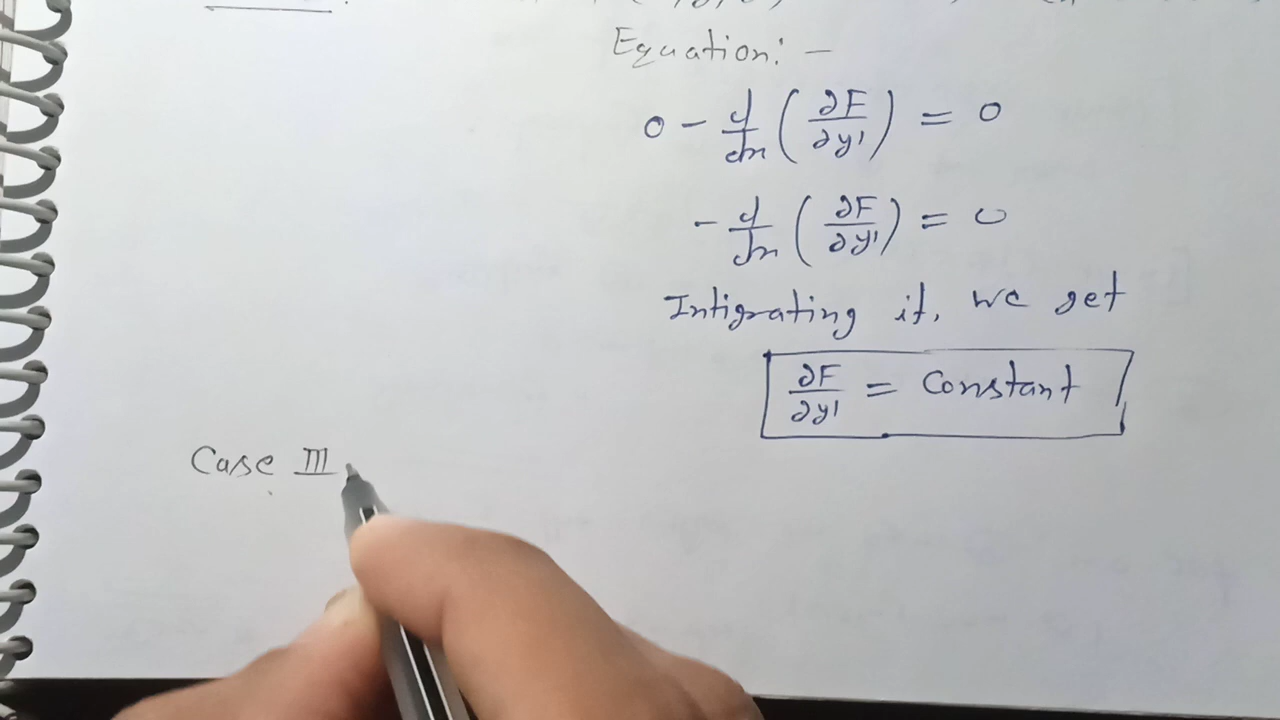 Equation: -
0 - d/dx (∂F/∂y') = 0
- d/dx (∂F/∂y') = 0
Intigrating it, we get
∂F/∂y' = Constant
Case III